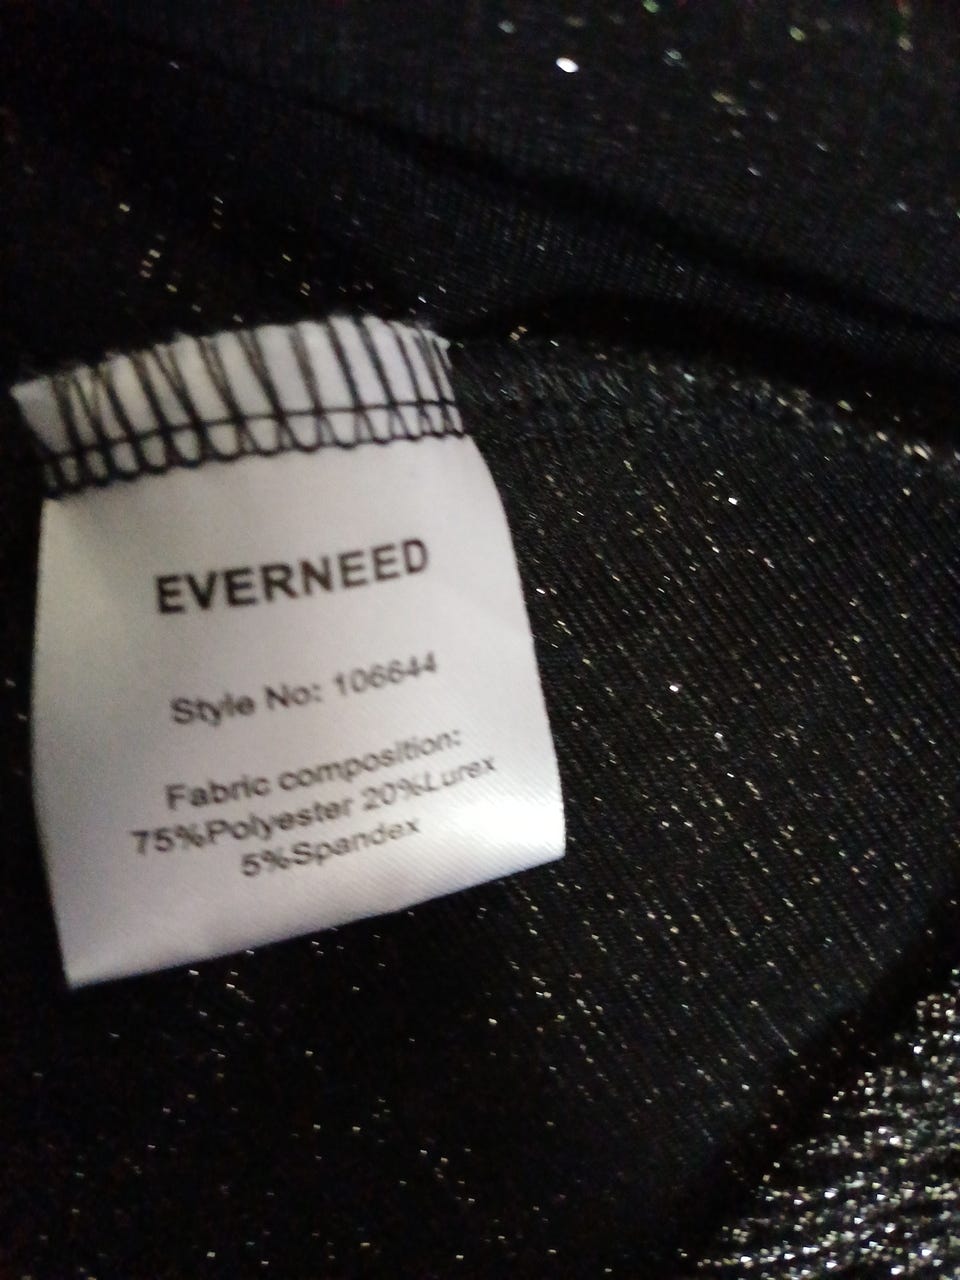 EVERNEED
Style No: 106644
Fabric composition:
75%Polyester 20%Lurex
5%Spandex